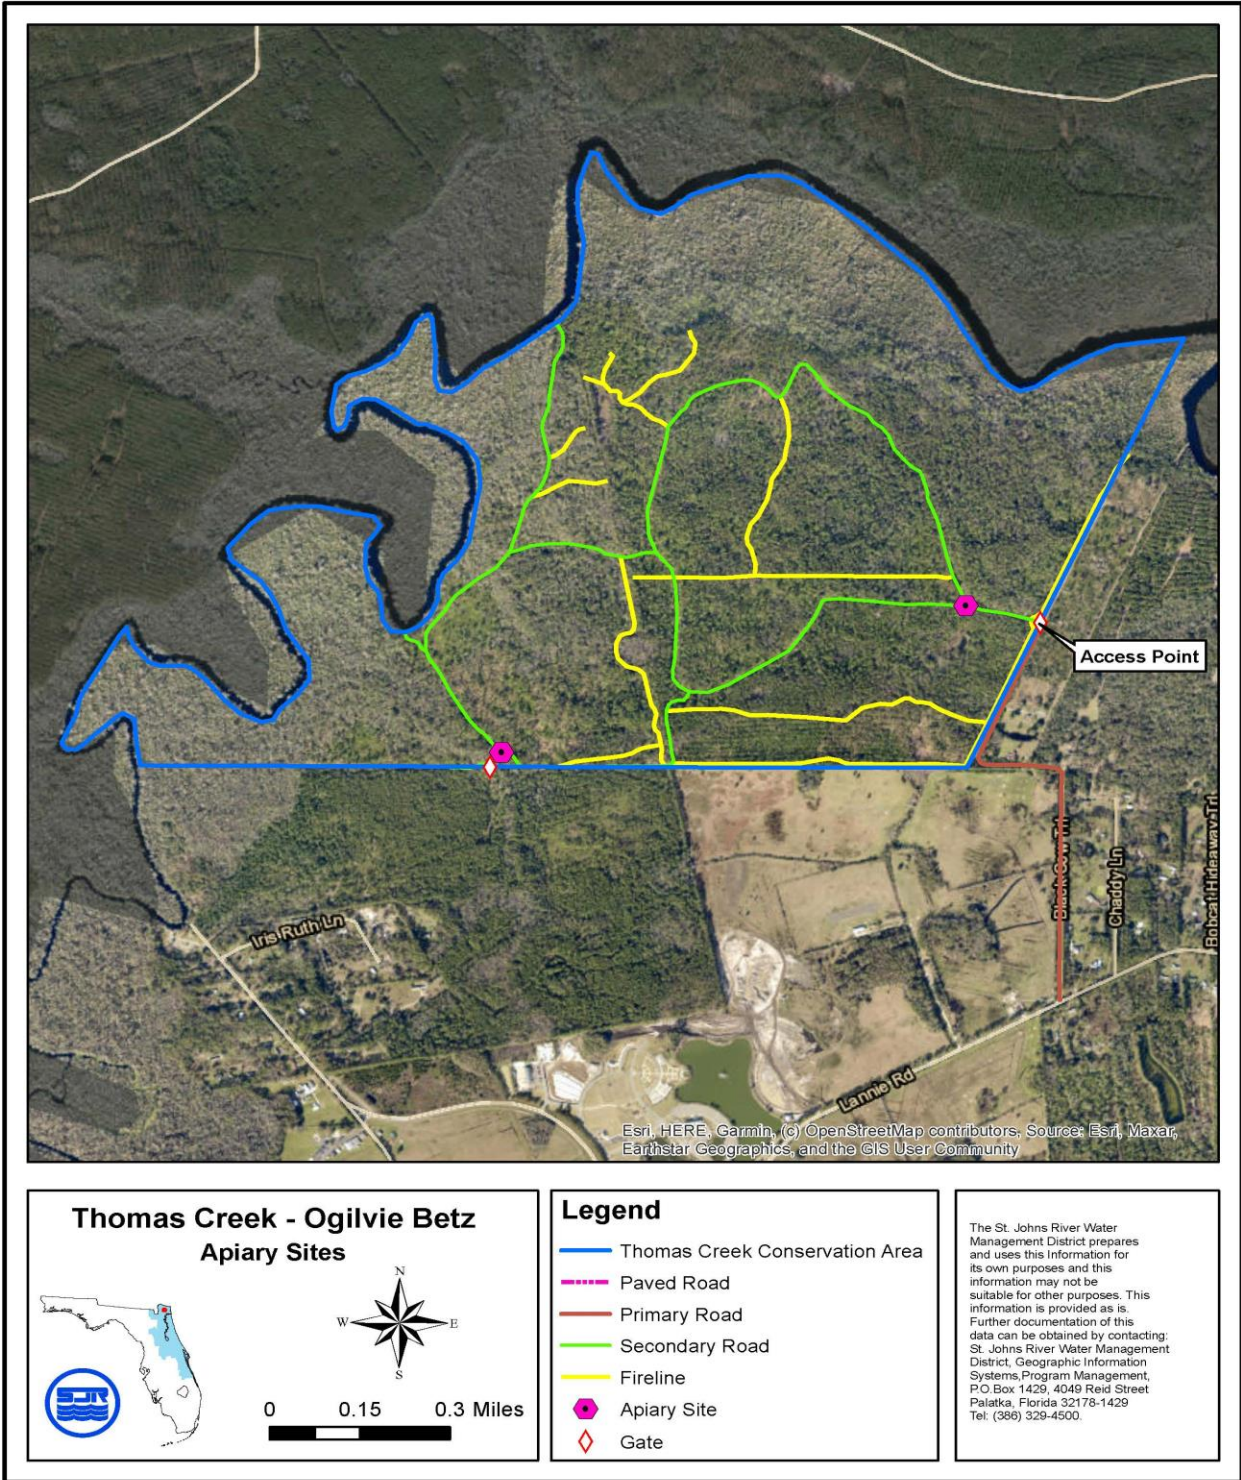 Access Point
Iris Ruth Ln
Black Cow Trl
Chaddy Ln
Bobcat Hideaway Trl
Lannie Rd
Esri, HERE, Garmin, (c) OpenStreetMap contributors, Source: Esri, Maxar,
Earthstar Geographics, and the GIS User Community
Thomas Creek - Ogilvie Betz
Apiary Sites
N
W
E
S
SJR
0 0.15 0.3 Miles
Legend
Thomas Creek Conservation Area
Paved Road
Primary Road
Secondary Road
Fireline
Apiary Site
Gate
The St. Johns River Water
Management District prepares
and uses this Information for
its own purposes and this
information may not be
suitable for other purposes. This
information is provided as is.
Further documentation of this
data can be obtained by contacting:
St. Johns River Water Management
District, Geographic Information
Systems,Program Management,
P.O.Box 1429, 4049 Reid Street
Palatka, Florida 32178-1429
Tel: (386) 329-4500.